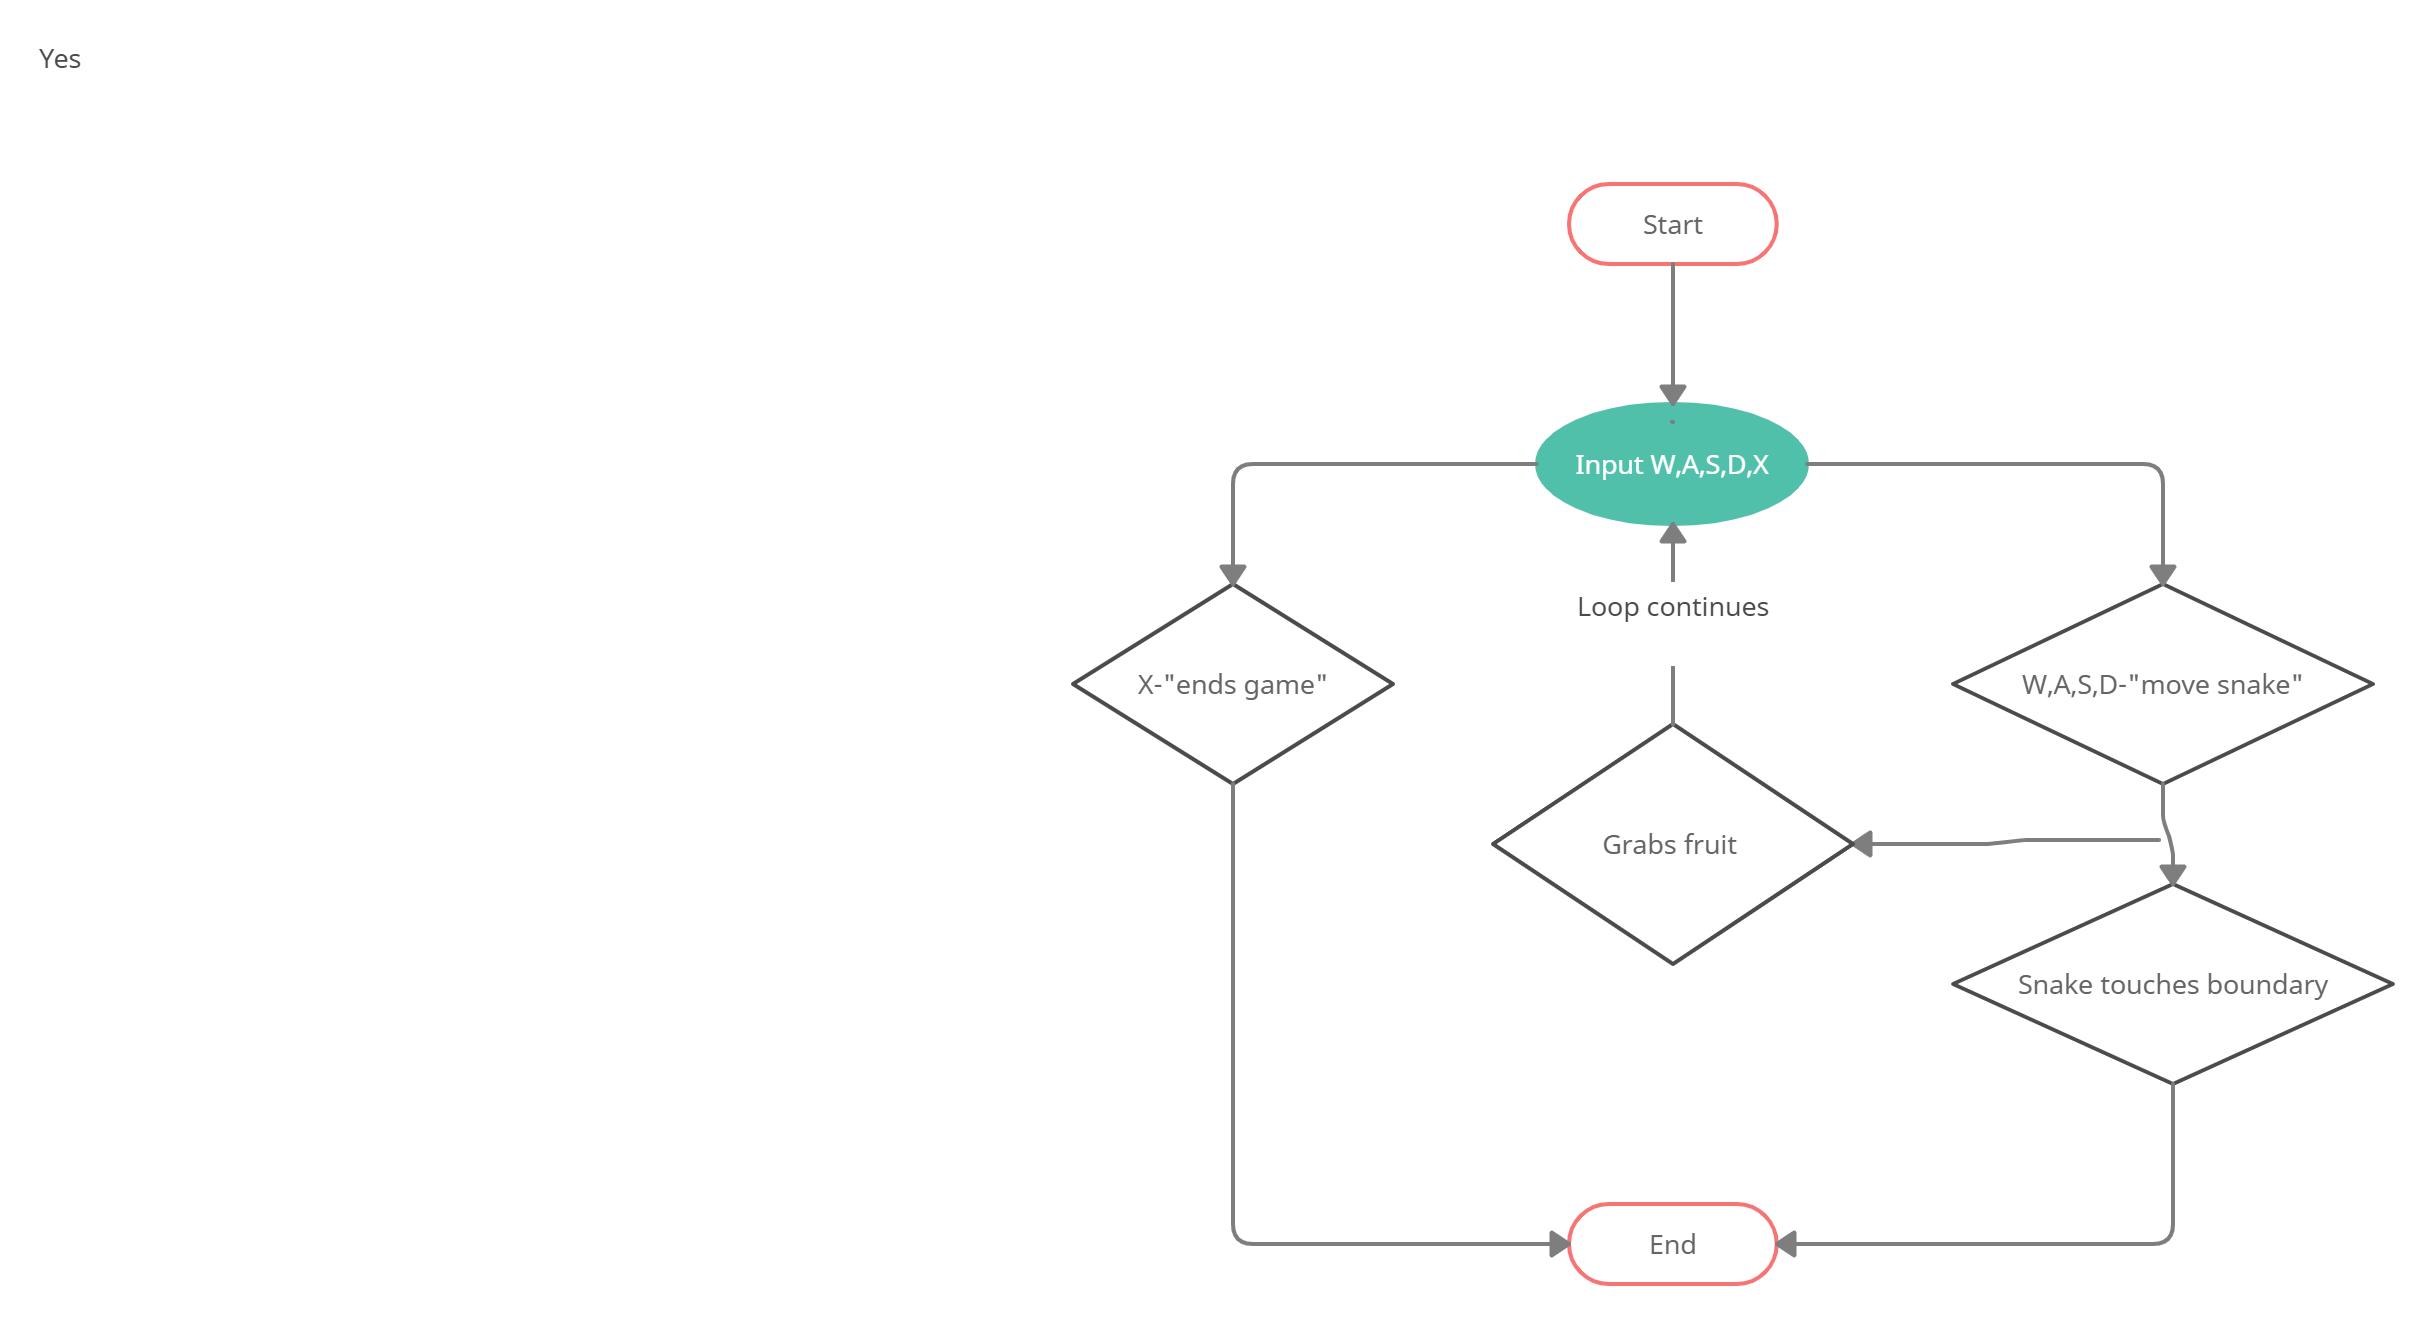 Yes
Start
Input W,A,S,D,X
Loop continues
X-"ends game"
W,A,S,D-"move snake"
Grabs fruit
Snake touches boundary
End